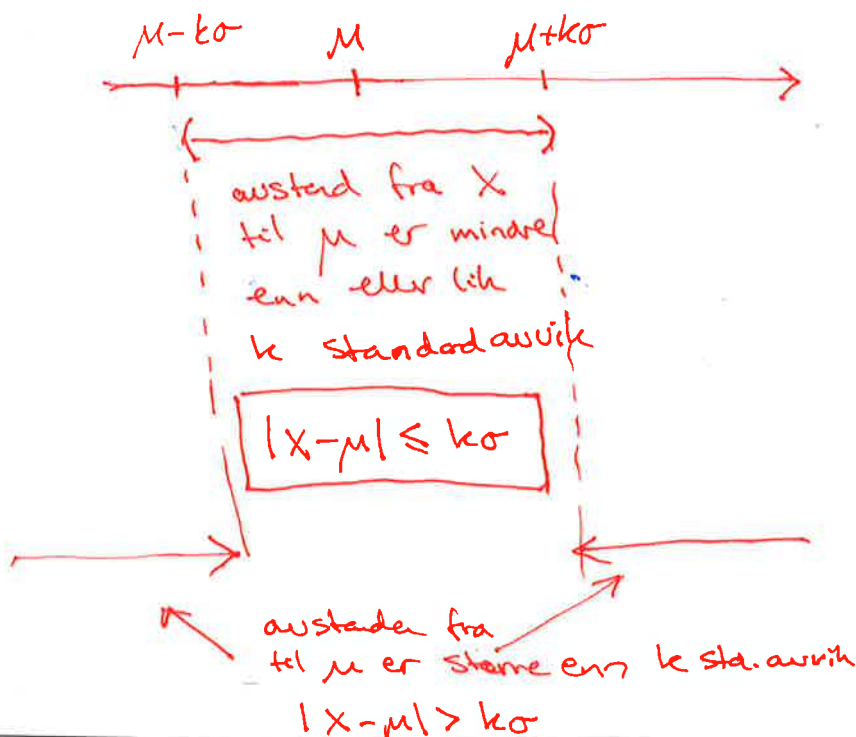 μ-kσ μ μ+kσ
avstand fra X
til μ er mindre
enn eller lik
k standardavvik
|X-μ| ≤ kσ
avstanden fra
til μ er større enn k std.avvik
|X-μ| > kσ